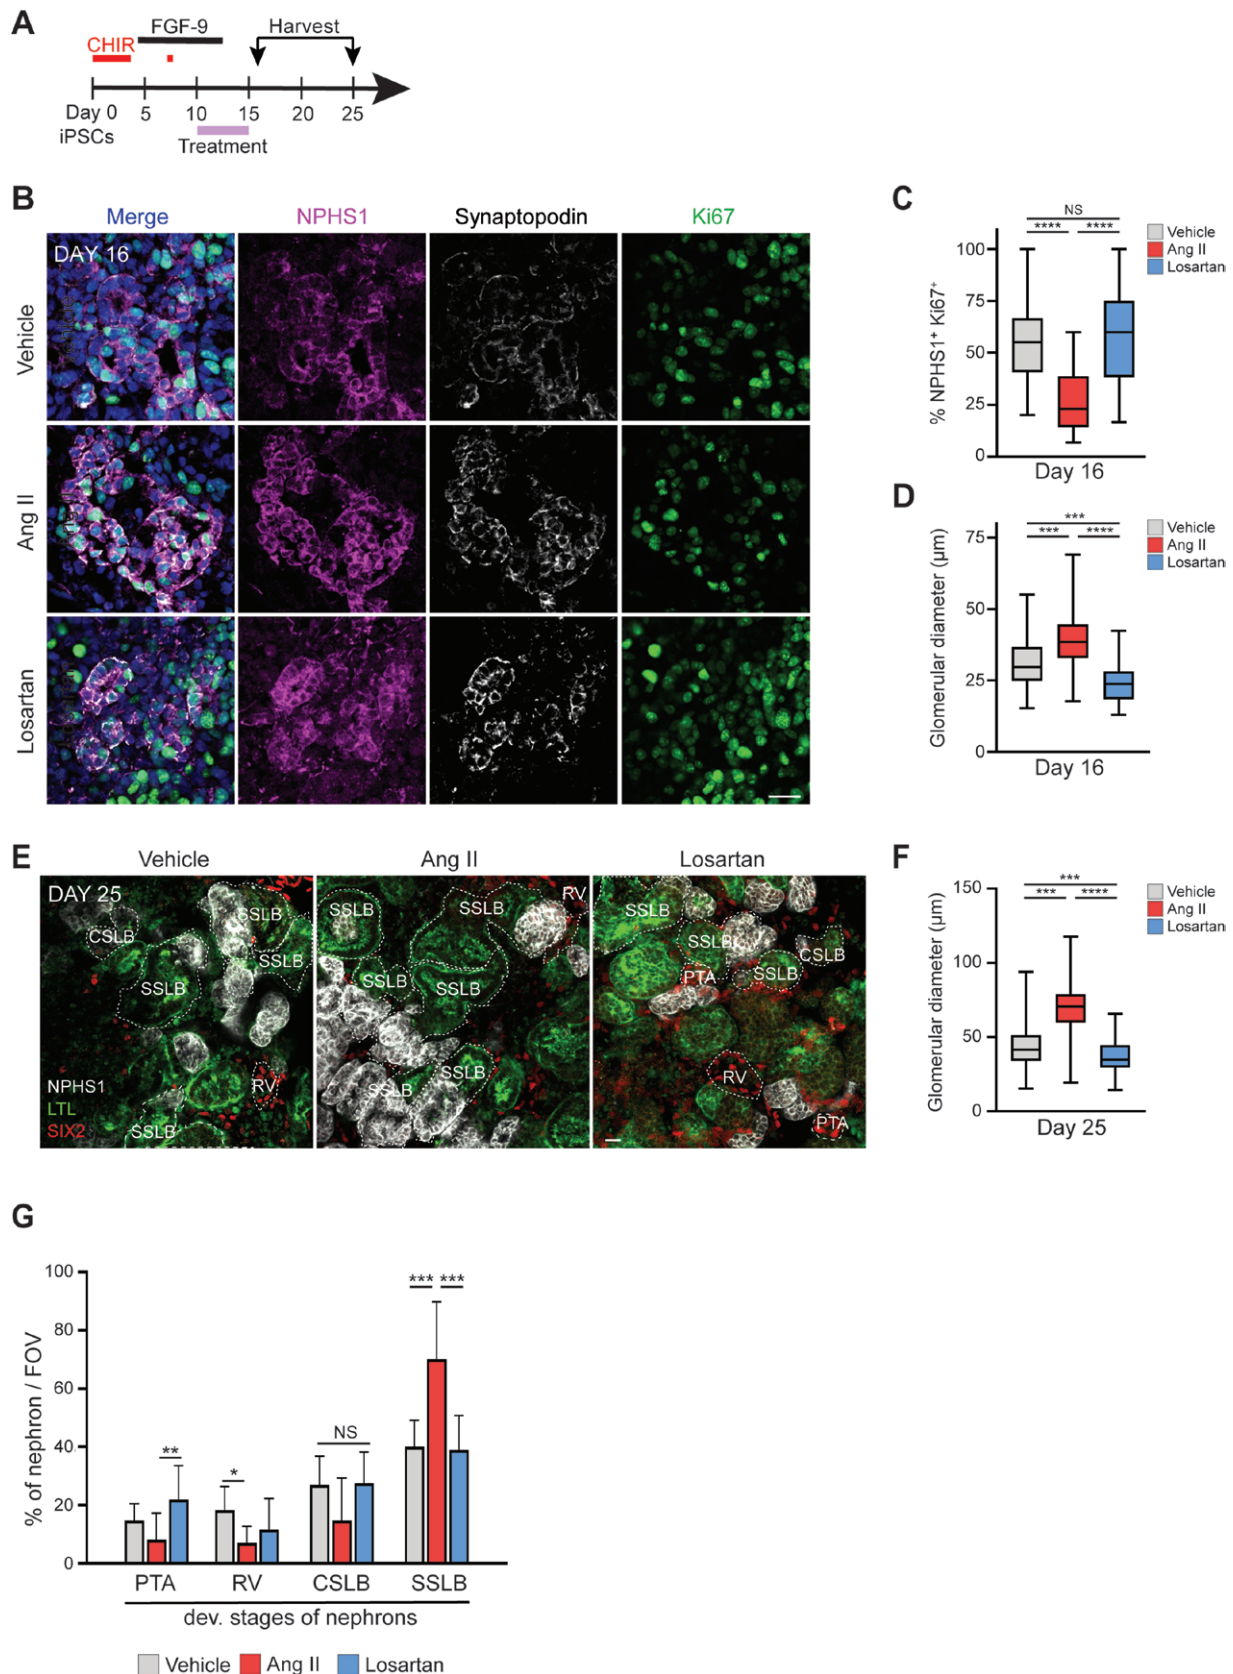 A
FGF-9
Harvest
CHIR
Day 0 5 10 15 20 25
iPSCs
Treatment
B
Merge NPHS1 Synaptopodin Ki67
DAY 16
Vehicle
Ang II
Losartan
C
NS
**** ****
Vehicle
Ang II
Losartan
100
75
50
25
0
% NPHS1+ Ki67+
Day 16
D
***
*** ****
Vehicle
Ang II
Losartan
75
50
25
0
Glomerular diameter (µm)
Day 16
E
Vehicle Ang II Losartan
DAY 25
CSLB
SSLB
SSLB
SSLB
RV
SSLB
NPHS1
LTL
SIX2
SSLB
RV
SSLB
SSLB
SSLB
SSLB
SSLB
SSLB
CSLB
PTA
SSLB
RV
PTA
F
***
*** ****
Vehicle
Ang II
Losartan
150
100
50
0
Glomerular diameter (µm)
Day 25
G
100
80
60
40
20
0
% of nephron / FOV
**
*
NS
*** ***
PTA RV CSLB SSLB
dev. stages of nephrons
Vehicle Ang II Losartan